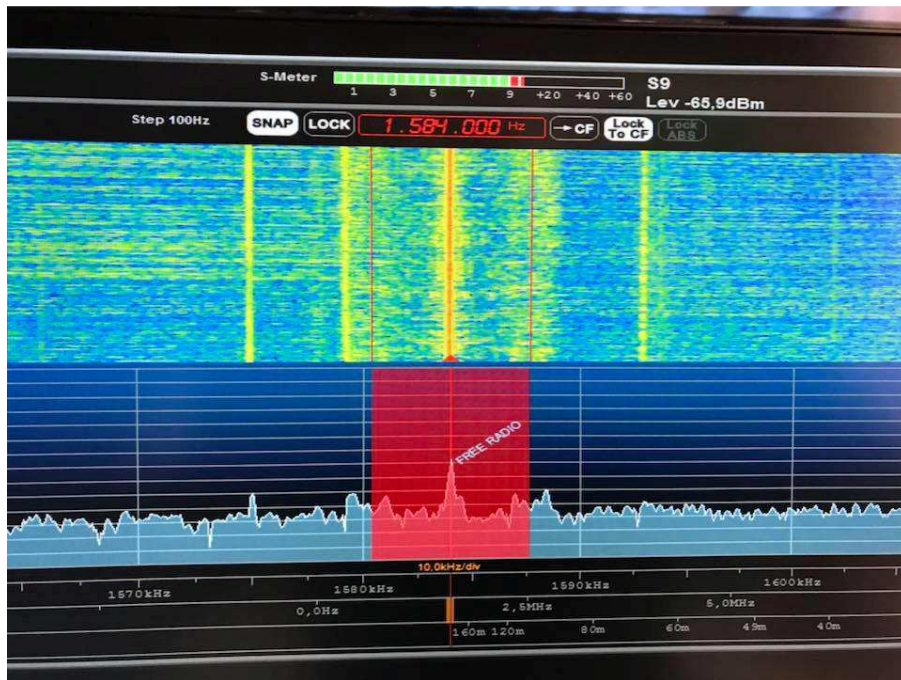 S-Meter
1 3 5 7 9 +20 +40 +60
S9
Lev -65,9dBm
Step 100Hz
SNAP
LOCK
1.584.000 Hz
→CF
Lock
To CF
Lock
ABS
FREE RADIO
10.0kHz/div
1570kHz 1580kHz 1590kHz 1600kHz
0,0Hz 2,5MHz 5,0MHz
160m 120m 80m 60m 49m 40m